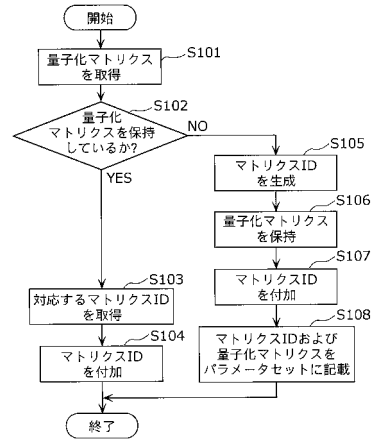 開始
S101
量子化マトリクス
を取得
S102
量子化
マトリクスを保持
しているか?
NO
YES
S105
マトリクスID
を生成
S106
量子化マトリクス
を保持
S107
マトリクスID
を付加
S103
対応するマトリクスID
を取得
S108
マトリクスIDおよび
量子化マトリクスを
パラメータセットに記載
S104
マトリクスID
を付加
終了